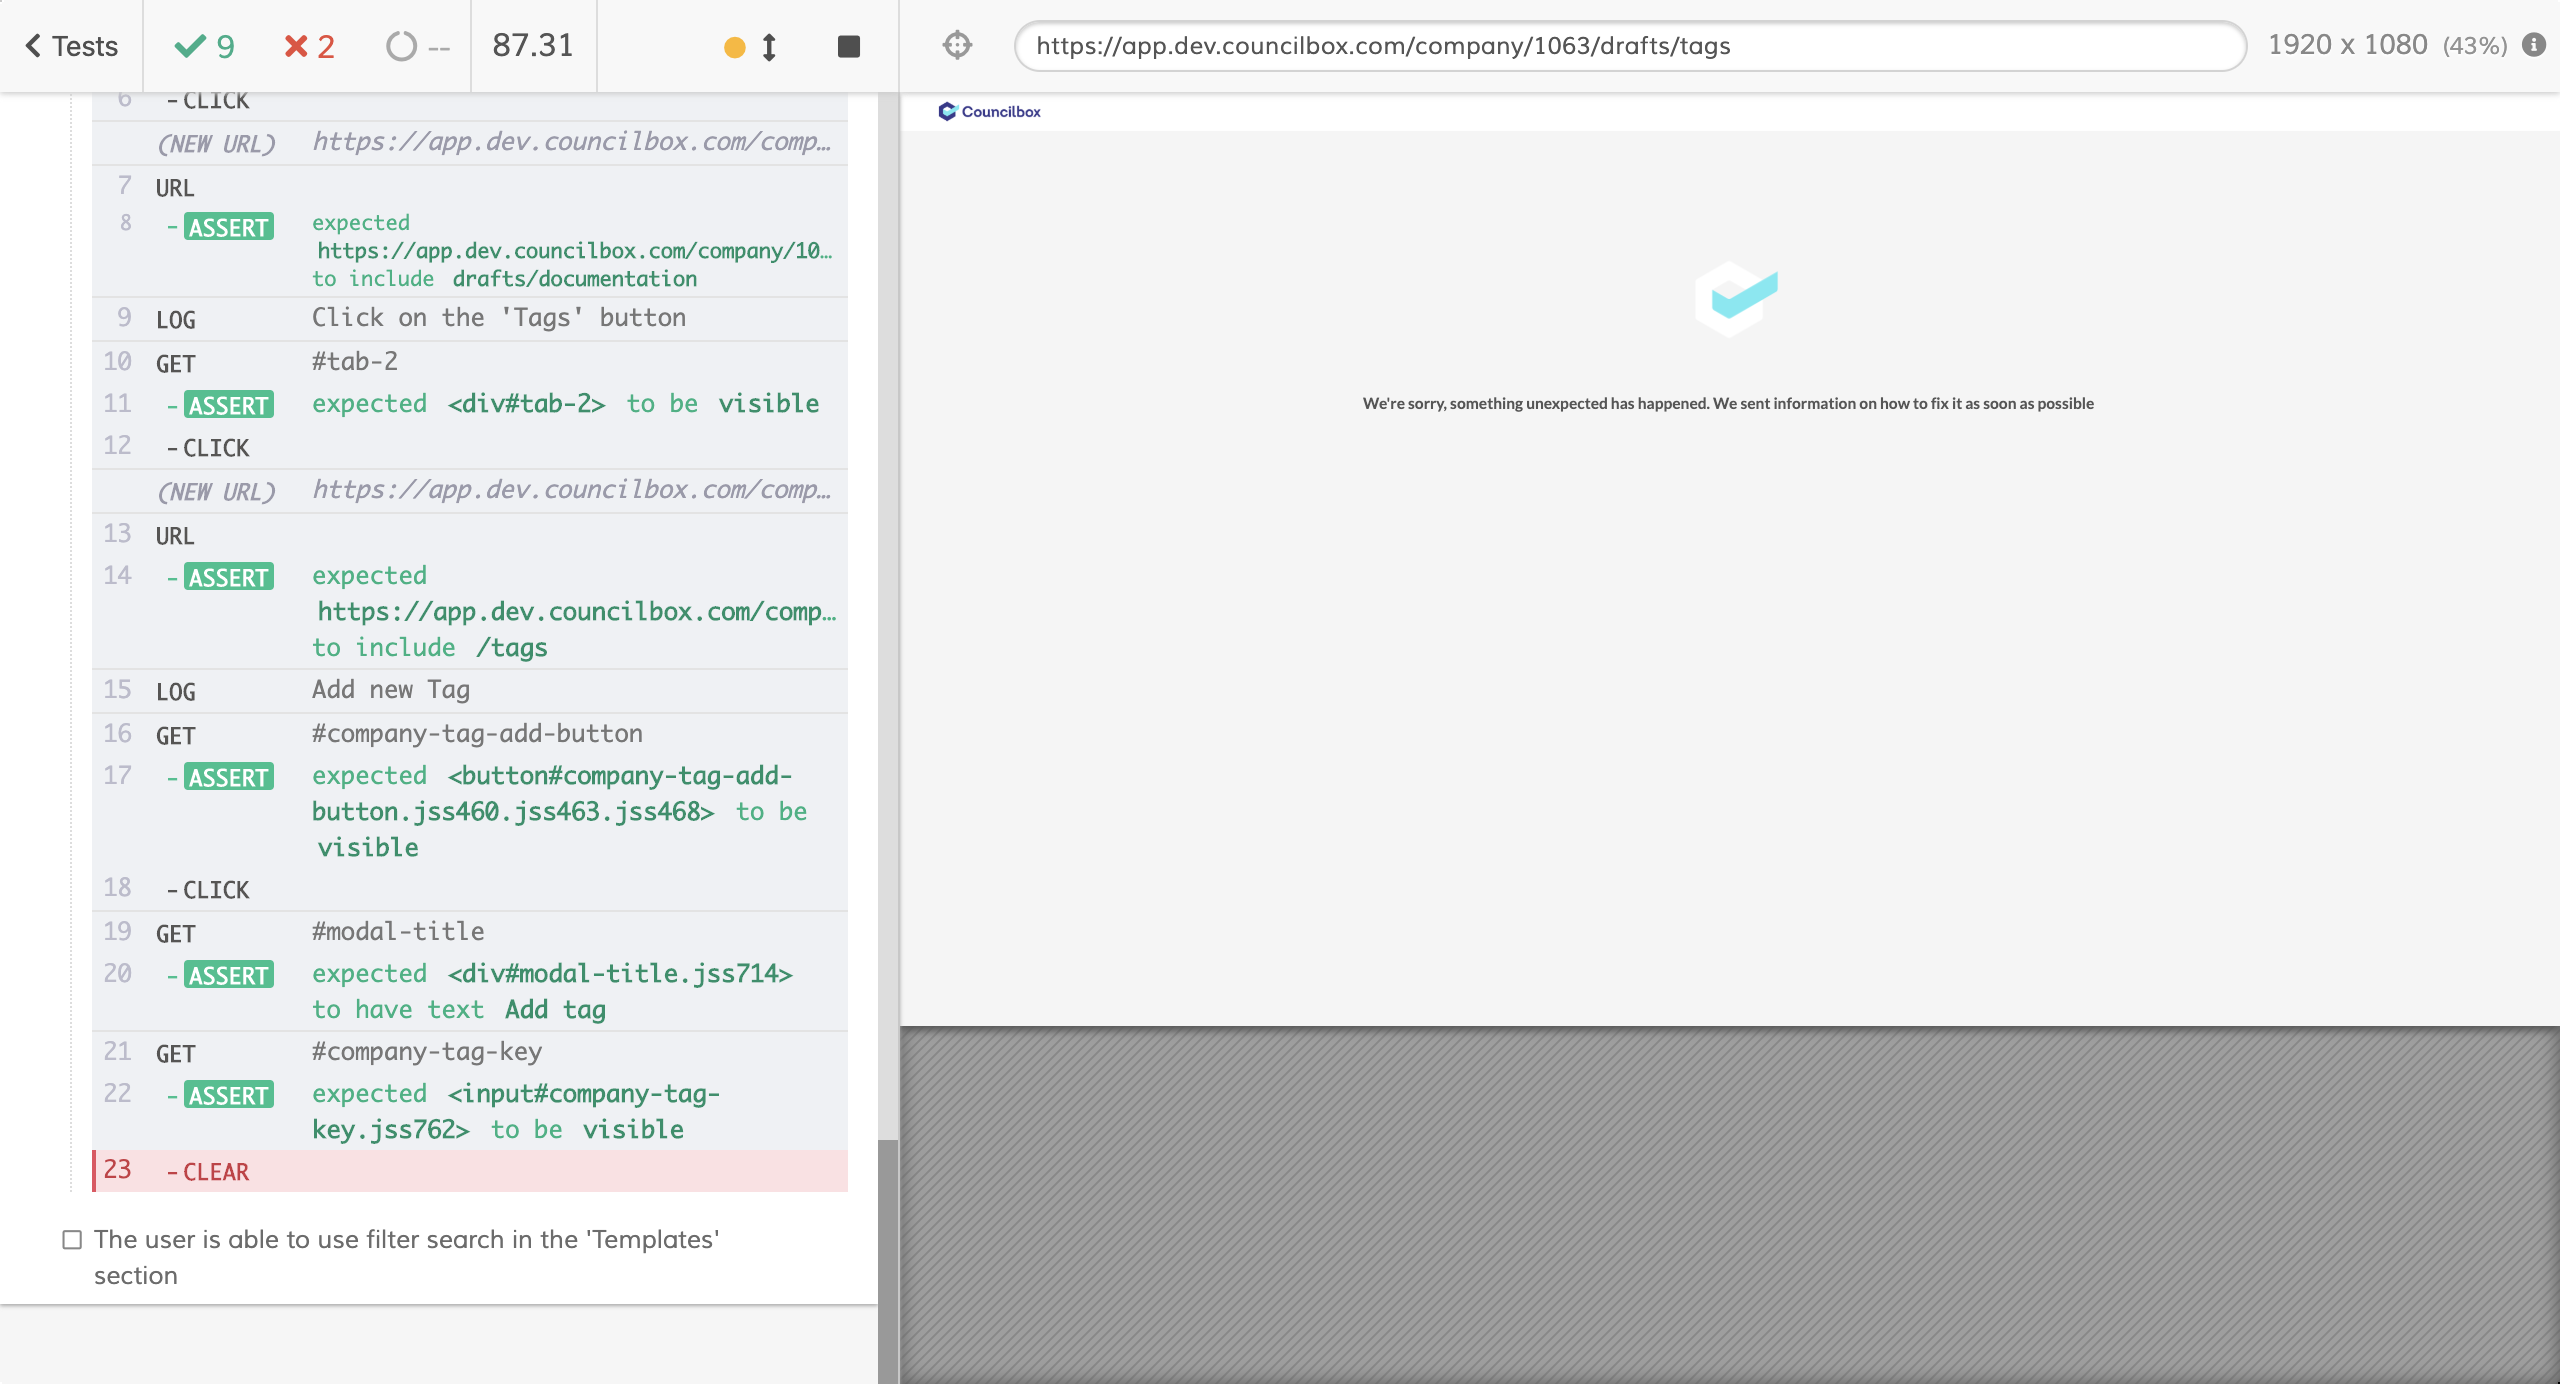 Tests
9
2
--
87.31
https://app.dev.councilbox.com/company/1063/drafts/tags
1920 x 1080 (43%)
6 -CLICK
(NEW URL) https://app.dev.councilbox.com/comp…
7 URL
8 -ASSERT expected
https://app.dev.councilbox.com/company/10…
to include drafts/documentation
9 LOG Click on the 'Tags' button
10 GET #tab-2
11 -ASSERT expected <div#tab-2> to be visible
12 -CLICK
(NEW URL) https://app.dev.councilbox.com/comp…
13 URL
14 -ASSERT expected
https://app.dev.councilbox.com/comp…
to include /tags
15 LOG Add new Tag
16 GET #company-tag-add-button
17 -ASSERT expected <button#company-tag-add-
button.jss460.jss463.jss468> to be
visible
18 -CLICK
19 GET #modal-title
20 -ASSERT expected <div#modal-title.jss714>
to have text Add tag
21 GET #company-tag-key
22 -ASSERT expected <input#company-tag-
key.jss762> to be visible
23 -CLEAR
The user is able to use filter search in the 'Templates'
section
Councilbox
We're sorry, something unexpected has happened. We sent information on how to fix it as soon as possible